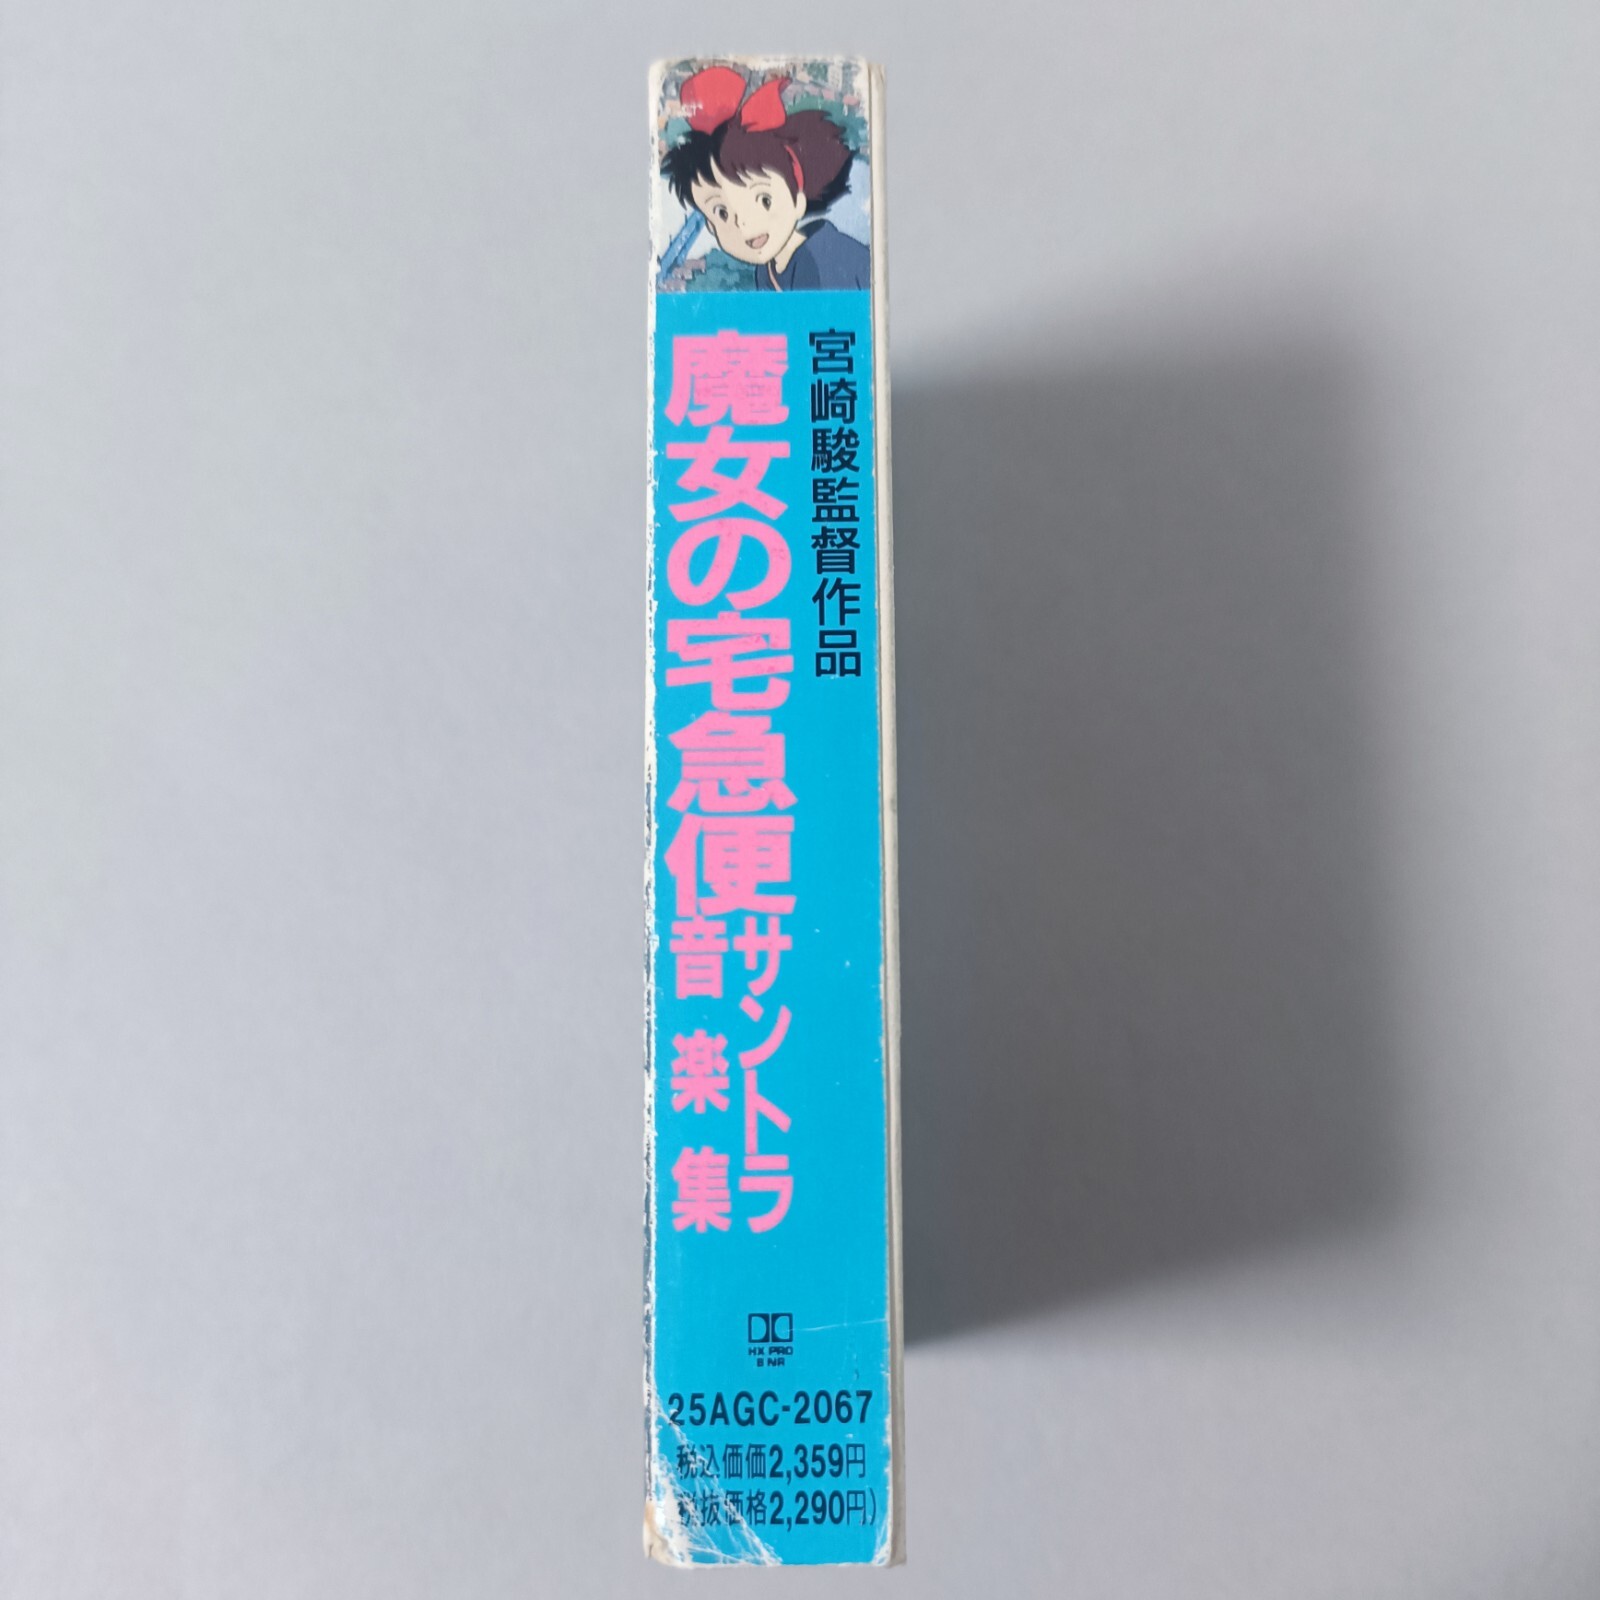 宮崎駿監督作品
魔女の宅急便
サントラ
音楽集
HX PRO
B NR
25AGC-2067
税込価価2,359円
(税抜価格2,290円)